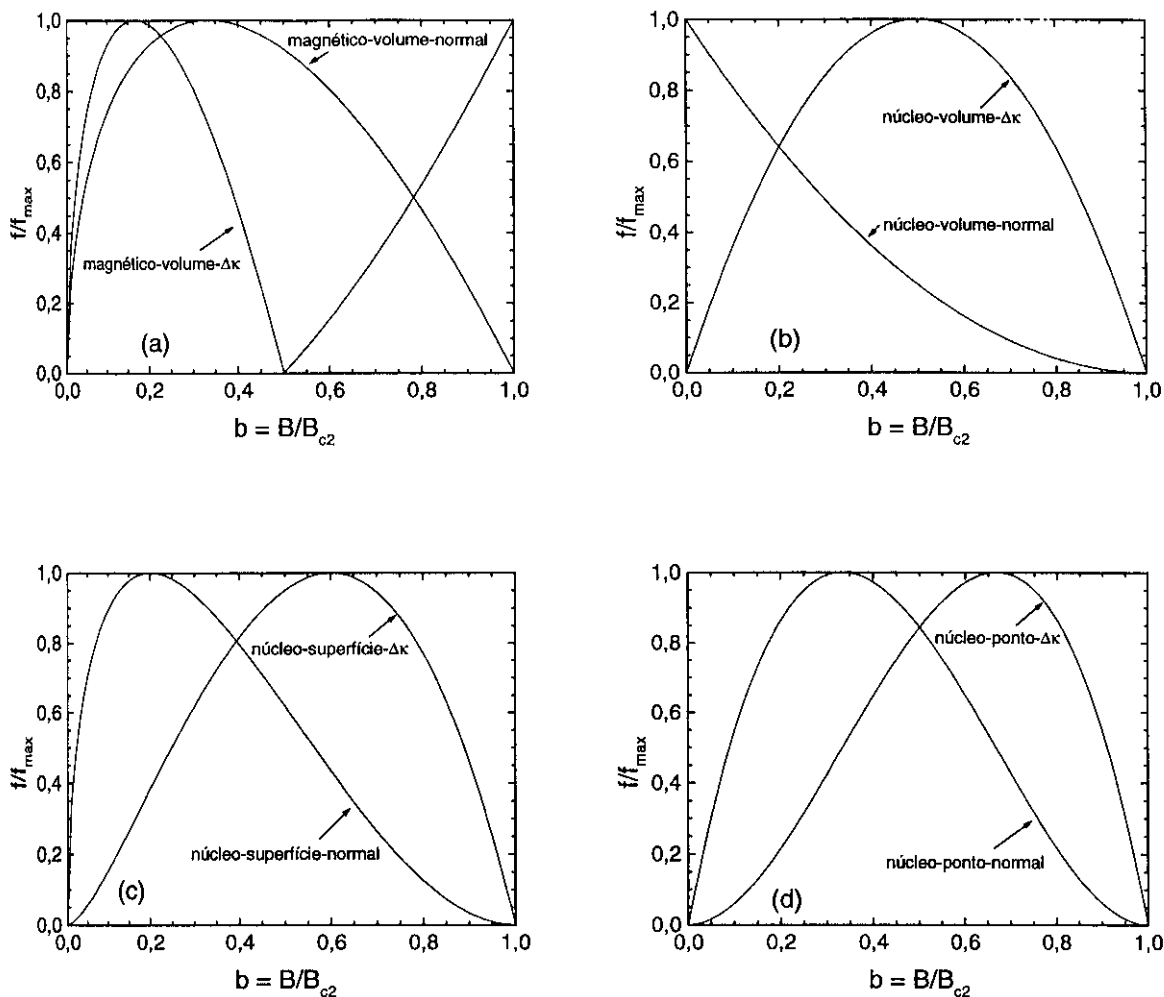 1,0
0,8
0,6
0,4
0,2
0,0
f/f_max
magnético-volume-normal
magnético-volume-Δκ
(a)
0,0 0,2 0,4 0,6 0,8 1,0
b = B/B_c2
1,0
0,8
0,6
0,4
0,2
0,0
f/f_max
núcleo-volume-Δκ
núcleo-volume-normal
(b)
0,0 0,2 0,4 0,6 0,8 1,0
b = B/B_c2
1,0
0,8
0,6
0,4
0,2
0,0
f/f_max
núcleo-superfície-Δκ
núcleo-superfície-normal
(c)
0,0 0,2 0,4 0,6 0,8 1,0
b = B/B_c2
1,0
0,8
0,6
0,4
0,2
0,0
f/f_max
núcleo-ponto-Δκ
núcleo-ponto-normal
(d)
0,0 0,2 0,4 0,6 0,8 1,0
b = B/B_c2